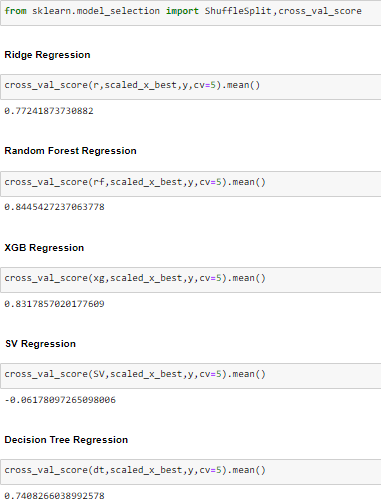 from sklearn.model_selection import ShuffleSplit,cross_val_score
Ridge Regression
cross_val_score(r,scaled_x_best,y,cv=5).mean()
0.77241873730882
Random Forest Regression
cross_val_score(rf,scaled_x_best,y,cv=5).mean()
0.8445427237063778
XGB Regression
cross_val_score(xg,scaled_x_best,y,cv=5).mean()
0.8317857020177609
SV Regression
cross_val_score(SV,scaled_x_best,y,cv=5).mean()
-0.06178097265098006
Decision Tree Regression
cross_val_score(dt,scaled_x_best,y,cv=5).mean()
0.7408266038992578